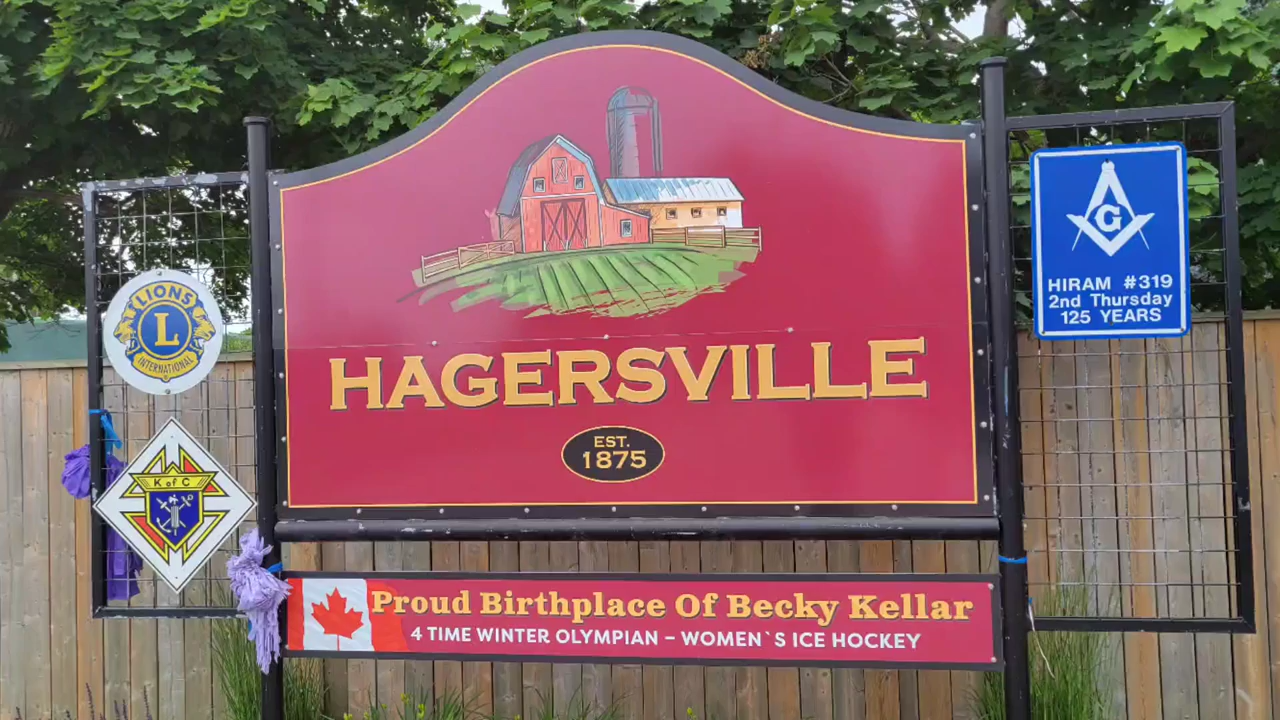 HAGERSVILLE
EST.
1875
Proud Birthplace Of Becky Kellar
4 TIME WINTER OLYMPIAN – WOMEN`S ICE HOCKEY
LIONS
L
INTERNATIONAL
K of C
G
HIRAM #319
2nd Thursday
125 YEARS